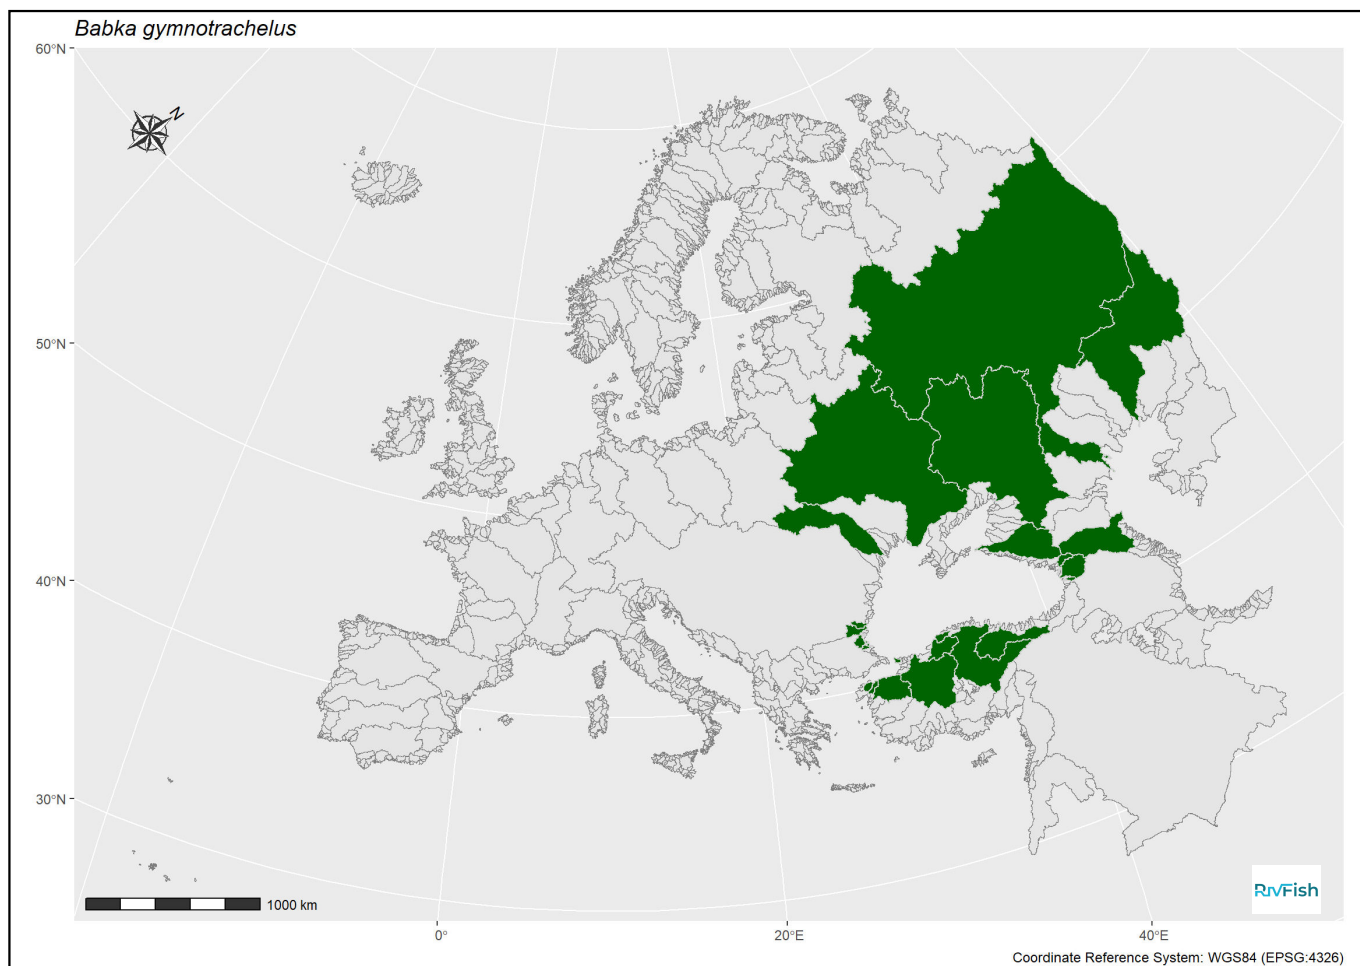 Babka gymnotrachelus
60°N
N
50°N
40°N
30°N
1000 km
RIVFish
0°
20°E
40°E
Coordinate Reference System: WGS84 (EPSG:4326)